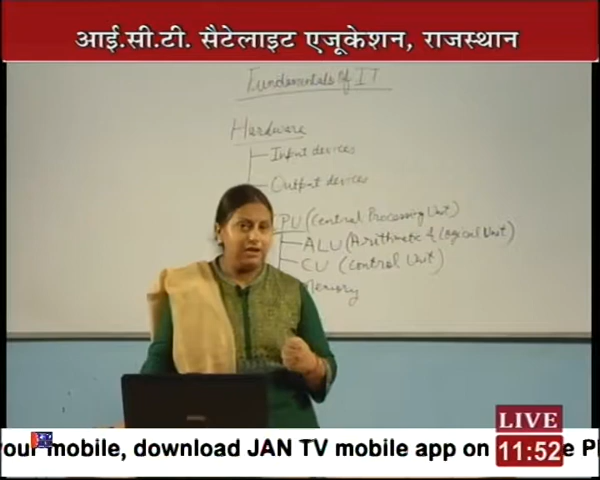 आई.सी.टी. सैटेलाइट एजूकेशन, राजस्थान
Fundamentals of IT
Hardware
Input devices
Output devices
PU (Central Processing Unit)
ALU (Arithmetic & Logical Unit)
CU (Control Unit)
Memory
LIVE
your mobile, download JAN TV mobile app on
11:52